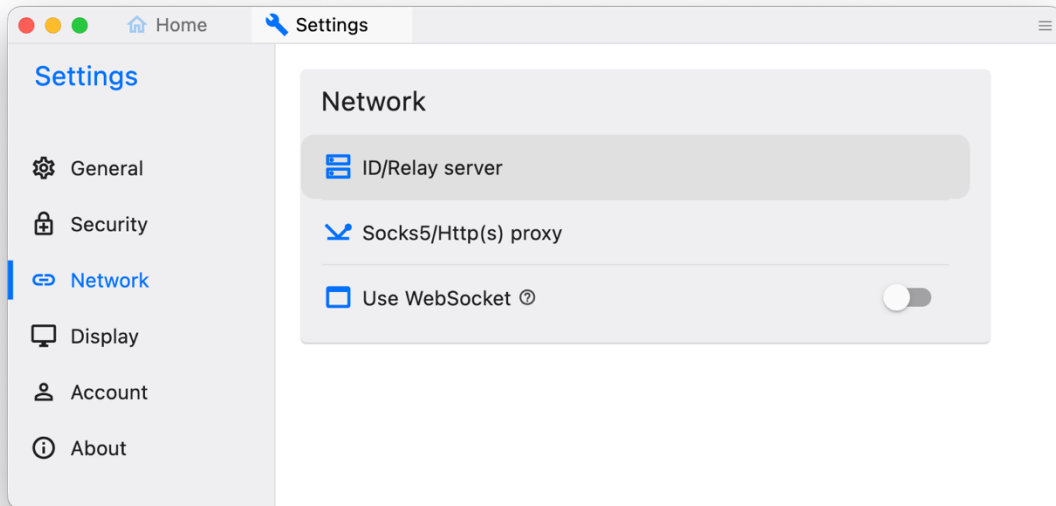 Home
Settings
Settings
General
Security
Network
Display
Account
About
Network
ID/Relay server
Socks5/Http(s) proxy
Use WebSocket